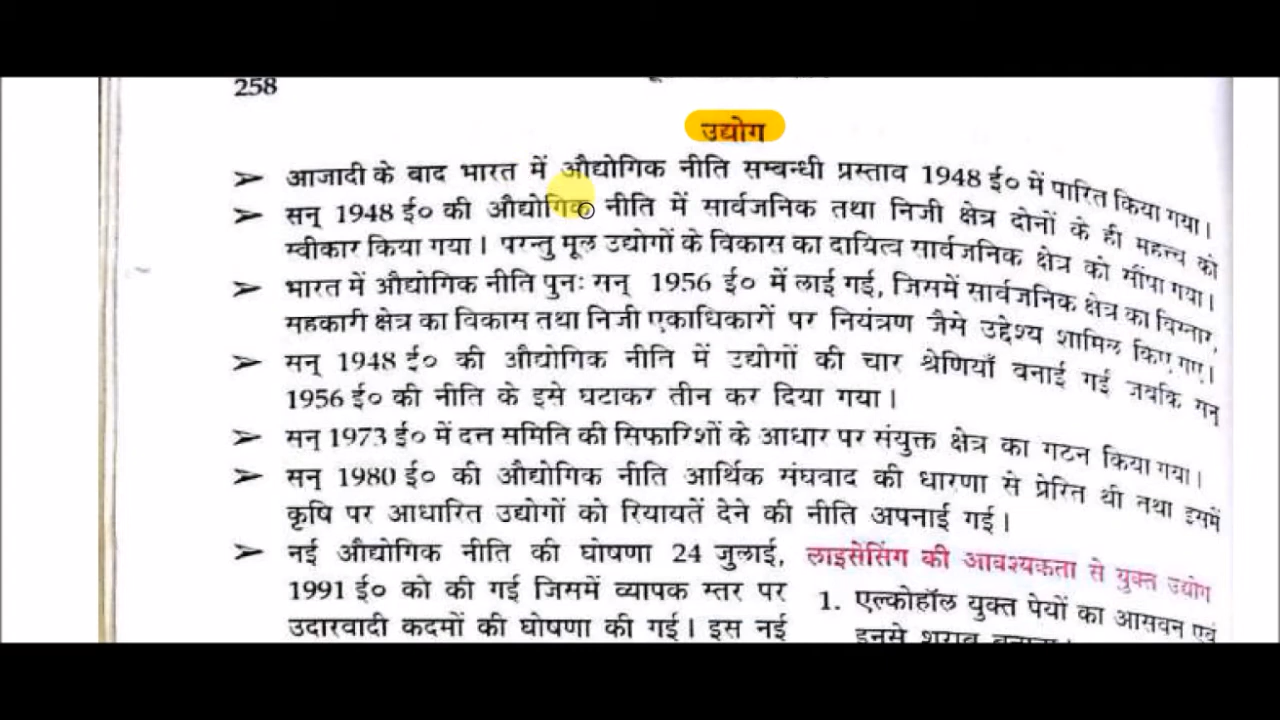 258
उद्योग
➢ आजादी के बाद भारत में औद्योगिक नीति सम्बन्धी प्रस्ताव 1948 ई० में पारित किया गया।
➢ सन् 1948 ई० की औद्योगिक नीति में सार्वजनिक तथा निजी क्षेत्र दोनों के ही महत्त्व को
स्वीकार किया गया। परन्तु मूल उद्योगों के विकास का दायित्व सार्वजनिक क्षेत्र को सौंपा गया।
➢ भारत में औद्योगिक नीति पुनः सन् 1956 ई० में लाई गई, जिसमें सार्वजनिक क्षेत्र का विस्तार,
सहकारी क्षेत्र का विकास तथा निजी एकाधिकारों पर नियंत्रण जैसे उद्देश्य शामिल किए गए।
➢ सन् 1948 ई० की औद्योगिक नीति में उद्योगों की चार श्रेणियाँ बनाई गई जबकि सन्
1956 ई० की नीति के इसे घटाकर तीन कर दिया गया।
➢ सन् 1973 ई० में दत्त समिति की सिफारिशों के आधार पर संयुक्त क्षेत्र का गठन किया गया।
➢ सन् 1980 ई० की औद्योगिक नीति आर्थिक संघवाद की धारणा से प्रेरित थी तथा इसमें
कृषि पर आधारित उद्योगों को रियायतें देने की नीति अपनाई गई।
➢ नई औद्योगिक नीति की घोषणा 24 जुलाई,
1991 ई० को की गई जिसमें व्यापक स्तर पर
उदारवादी कदमों की घोषणा की गई। इस नई
लाइसेसिंग की आवश्यकता से युक्त उद्योग
1. एल्कोहॉल युक्त पेयों का आसवन एवं
इनसे शराब बनाना।